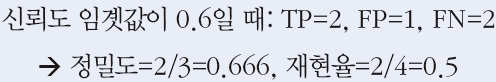 신뢰도 임곗값이 0.6일 때: TP=2, FP=1, FN=2
→ 정밀도=2/3=0.666, 재현율=2/4=0.5